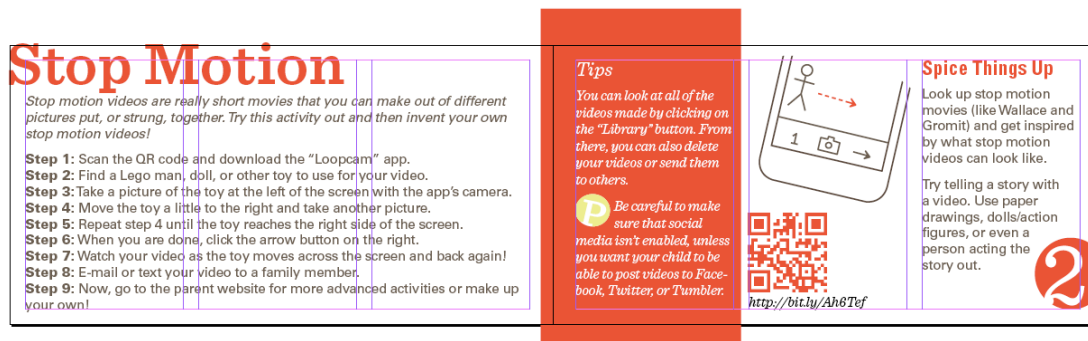 Stop Motion
Stop motion videos are really short movies that you can make out of different
pictures put, or strung, together. Try this activity out and then invent your own
stop motion videos!
Step 1: Scan the QR code and download the “Loopcam” app.
Step 2: Find a Lego man, doll, or other toy to use for your video.
Step 3: Take a picture of the toy at the left of the screen with the app’s camera.
Step 4: Move the toy a little to the right and take another picture.
Step 5: Repeat step 4 until the toy reaches the right side of the screen.
Step 6: When you are done, click the arrow button on the right.
Step 7: Watch your video as the toy moves across the screen and back again!
Step 8: E-mail or text your video to a family member.
Step 9: Now, go to the parent website for more advanced activities or make up
your own!
Tips
You can look at all of the
videos made by clicking on
the “Library” button. From
there, you can also delete
your videos or send them
to others.
P
Be careful to make
sure that social
media isn’t enabled, unless
you want your child to be
able to post videos to Face-
book, Twitter, or Tumbler.
1
http://bit.ly/Ah6Tef
Spice Things Up
Look up stop motion
movies (like Wallace and
Gromit) and get inspired
by what stop motion
videos can look like.
Try telling a story with
a video. Use paper
drawings, dolls/action
figures, or even a
person acting the
story out.
2